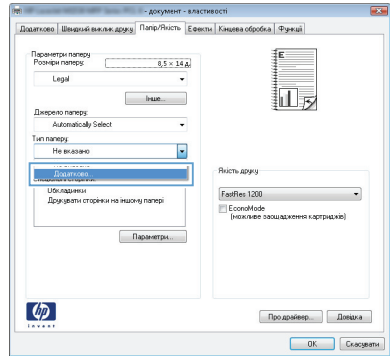 - документ - властивості
Додатково Швидкий виклик друку Папір/Якість Ефекти Кінцева обробка Функції
Параметри паперу
Розміри паперу: 8,5 × 14 д.
Legal
Інше...
Джерело паперу:
Automatically Select
Тип паперу:
Не вказано
Додатково...
Обкладинки
Друкувати сторінки на іншому папері
Параметри...
E
Якість друку
FastRes 1200
EconoMode
(можливе заощадження картриджів)
hp
invent
Про драйвер... Довідка
OK Скасувати